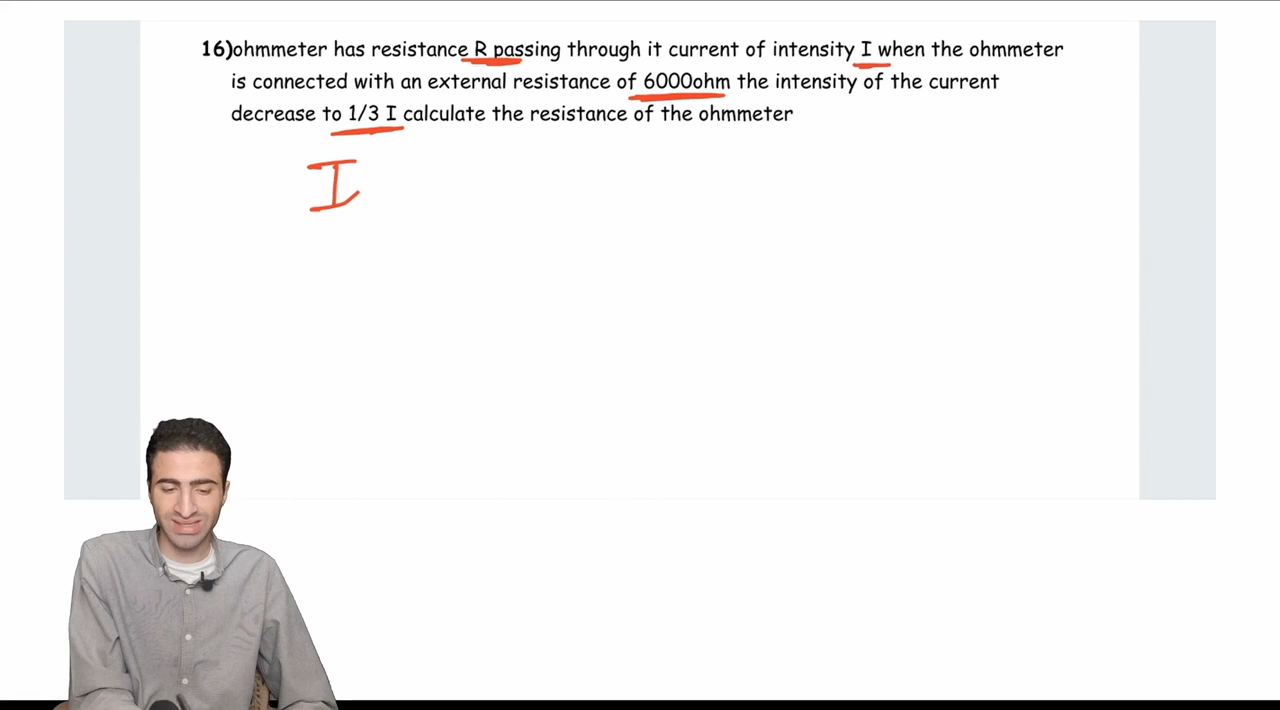 16)ohmmeter has resistance R passing through it current of intensity I when the ohmmeter
is connected with an external resistance of 6000ohm the intensity of the current
decrease to 1/3 I calculate the resistance of the ohmmeter
I